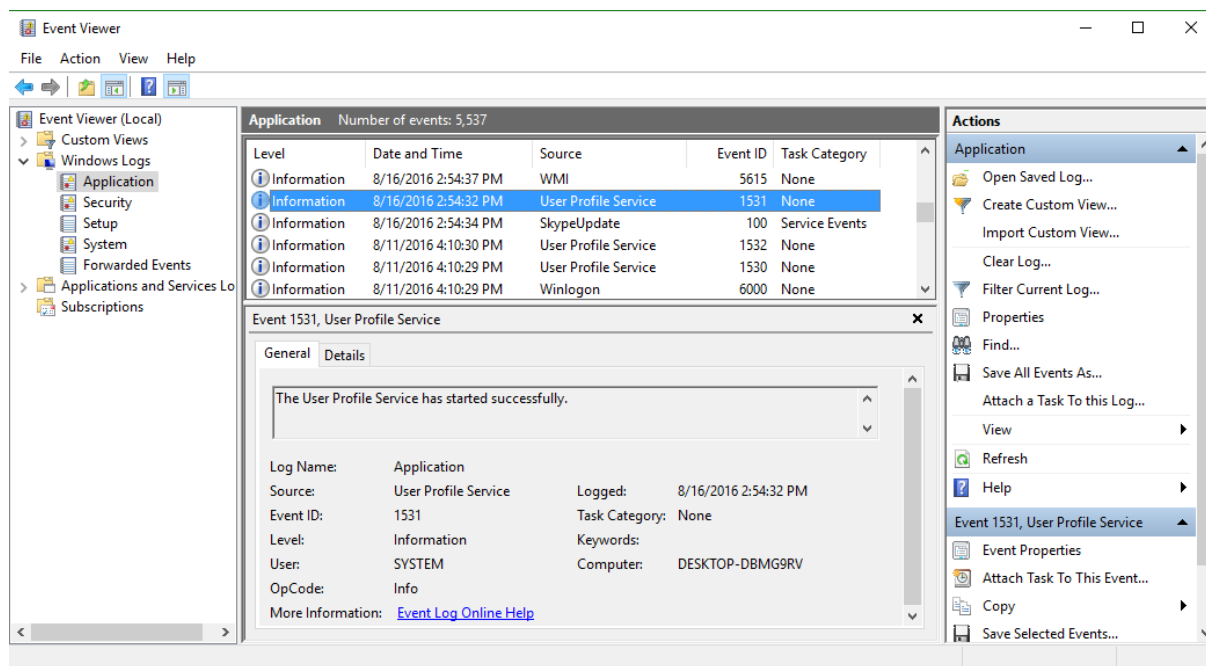 Event Viewer
File Action View Help
Event Viewer (Local)
Custom Views
Windows Logs
Application
Security
Setup
System
Forwarded Events
Applications and Services Lo
Subscriptions
Application Number of events: 5,537
Level Date and Time Source Event ID Task Category
Information 8/16/2016 2:54:37 PM WMI 5615 None
Information 8/16/2016 2:54:32 PM User Profile Service 1531 None
Information 8/16/2016 2:54:34 PM SkypeUpdate 100 Service Events
Information 8/11/2016 4:10:30 PM User Profile Service 1532 None
Information 8/11/2016 4:10:29 PM User Profile Service 1530 None
Information 8/11/2016 4:10:29 PM Winlogon 6000 None
Event 1531, User Profile Service
General Details
The User Profile Service has started successfully.
Log Name: Application
Source: User Profile Service Logged: 8/16/2016 2:54:32 PM
Event ID: 1531 Task Category: None
Level: Information Keywords:
User: SYSTEM Computer: DESKTOP-DBMG9RV
OpCode: Info
More Information: Event Log Online Help
Actions
Application
Open Saved Log...
Create Custom View...
Import Custom View...
Clear Log...
Filter Current Log...
Properties
Find...
Save All Events As...
Attach a Task To this Log...
View
Refresh
Help
Event 1531, User Profile Service
Event Properties
Attach Task To This Event...
Copy
Save Selected Events...